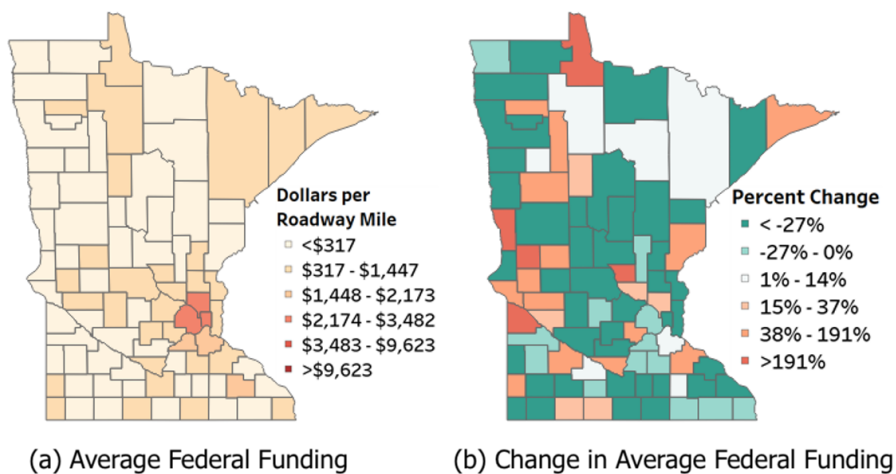 Dollars per
Roadway Mile
<$317
$317 - $1,447
$1,448 - $2,173
$2,174 - $3,482
$3,483 - $9,623
>$9,623
(a) Average Federal Funding
Percent Change
< -27%
-27% - 0%
1% - 14%
15% - 37%
38% - 191%
>191%
(b) Change in Average Federal Funding